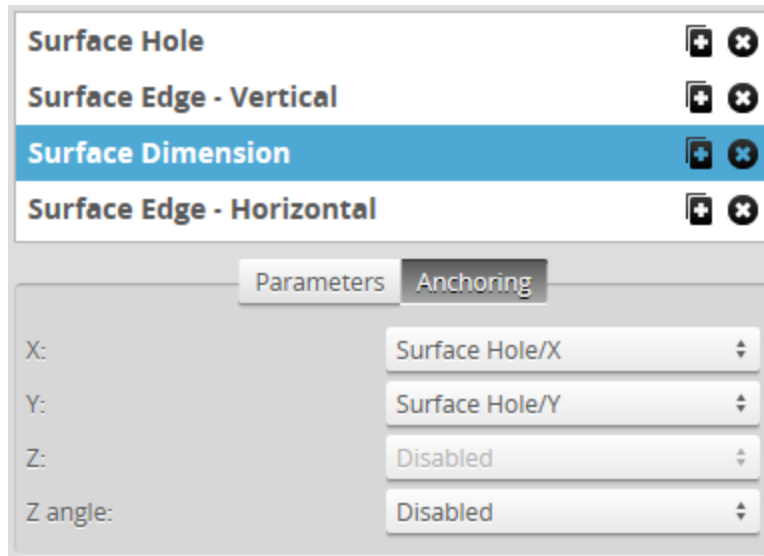 Surface Hole
Surface Edge - Vertical
Surface Dimension
Surface Edge - Horizontal
Parameters Anchoring
X: Surface Hole/X
Y: Surface Hole/Y
Z: Disabled
Z angle: Disabled